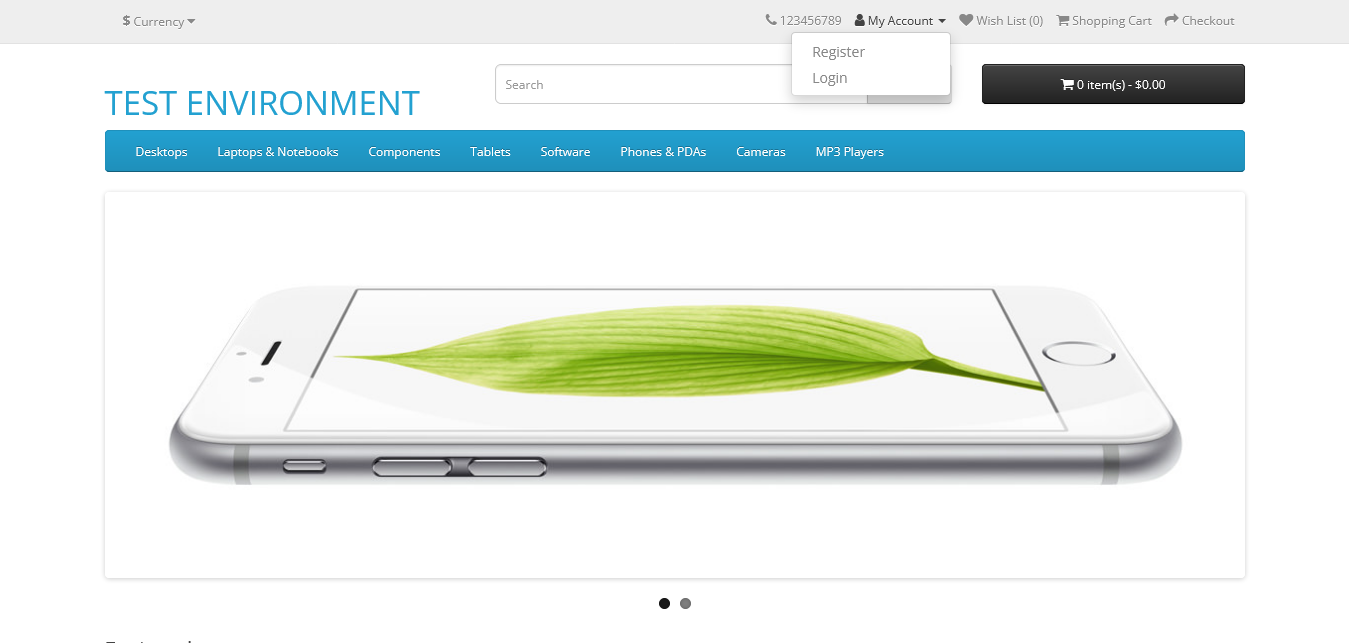 $ Currency
123456789 My Account Wish List (0) Shopping Cart Checkout
Register
Login
Search
0 item(s) - $0.00
TEST ENVIRONMENT
Desktops Laptops & Notebooks Components Tablets Software Phones & PDAs Cameras MP3 Players